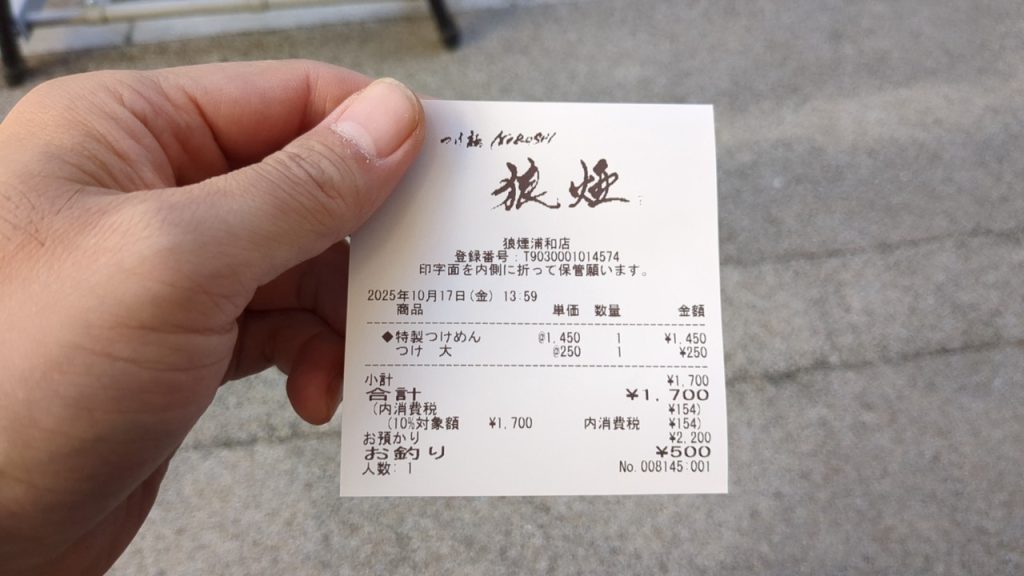 つけ麺 NOROSHI
狼煙
狼煙浦和店
登録番号：T9030001014574
印字面を内側に折って保管願います。
2025年10月17日(金) 13:59
商品 単価 数量 金額
◆特製つけめん @1,450 1 ¥1,450
つけ 大 @250 1 ¥250
小計 ¥1,700
合計 ¥1,700
(内消費税 ¥154)
(10%対象額 ¥1,700 内消費税 ¥154)
お預かり ¥2,200
お釣り ¥500
人数: 1 No.008145:001